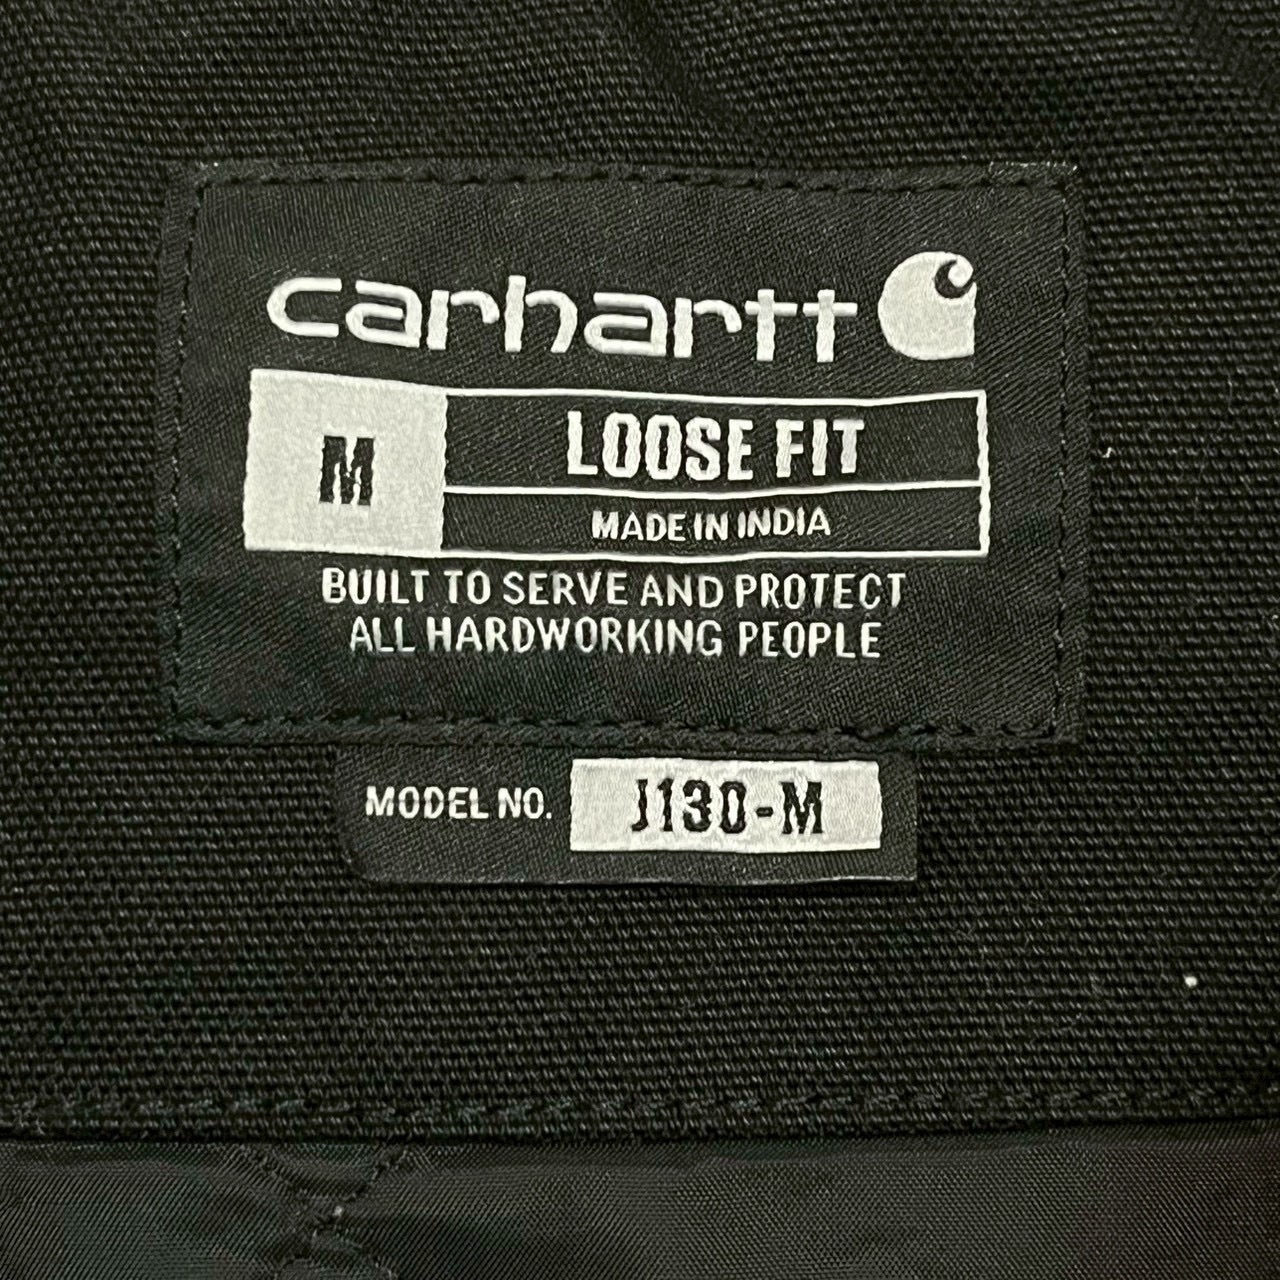 carhartt
M
LOOSE FIT
MADE IN INDIA
BUILT TO SERVE AND PROTECT
ALL HARDWORKING PEOPLE
MODEL NO. J130-M